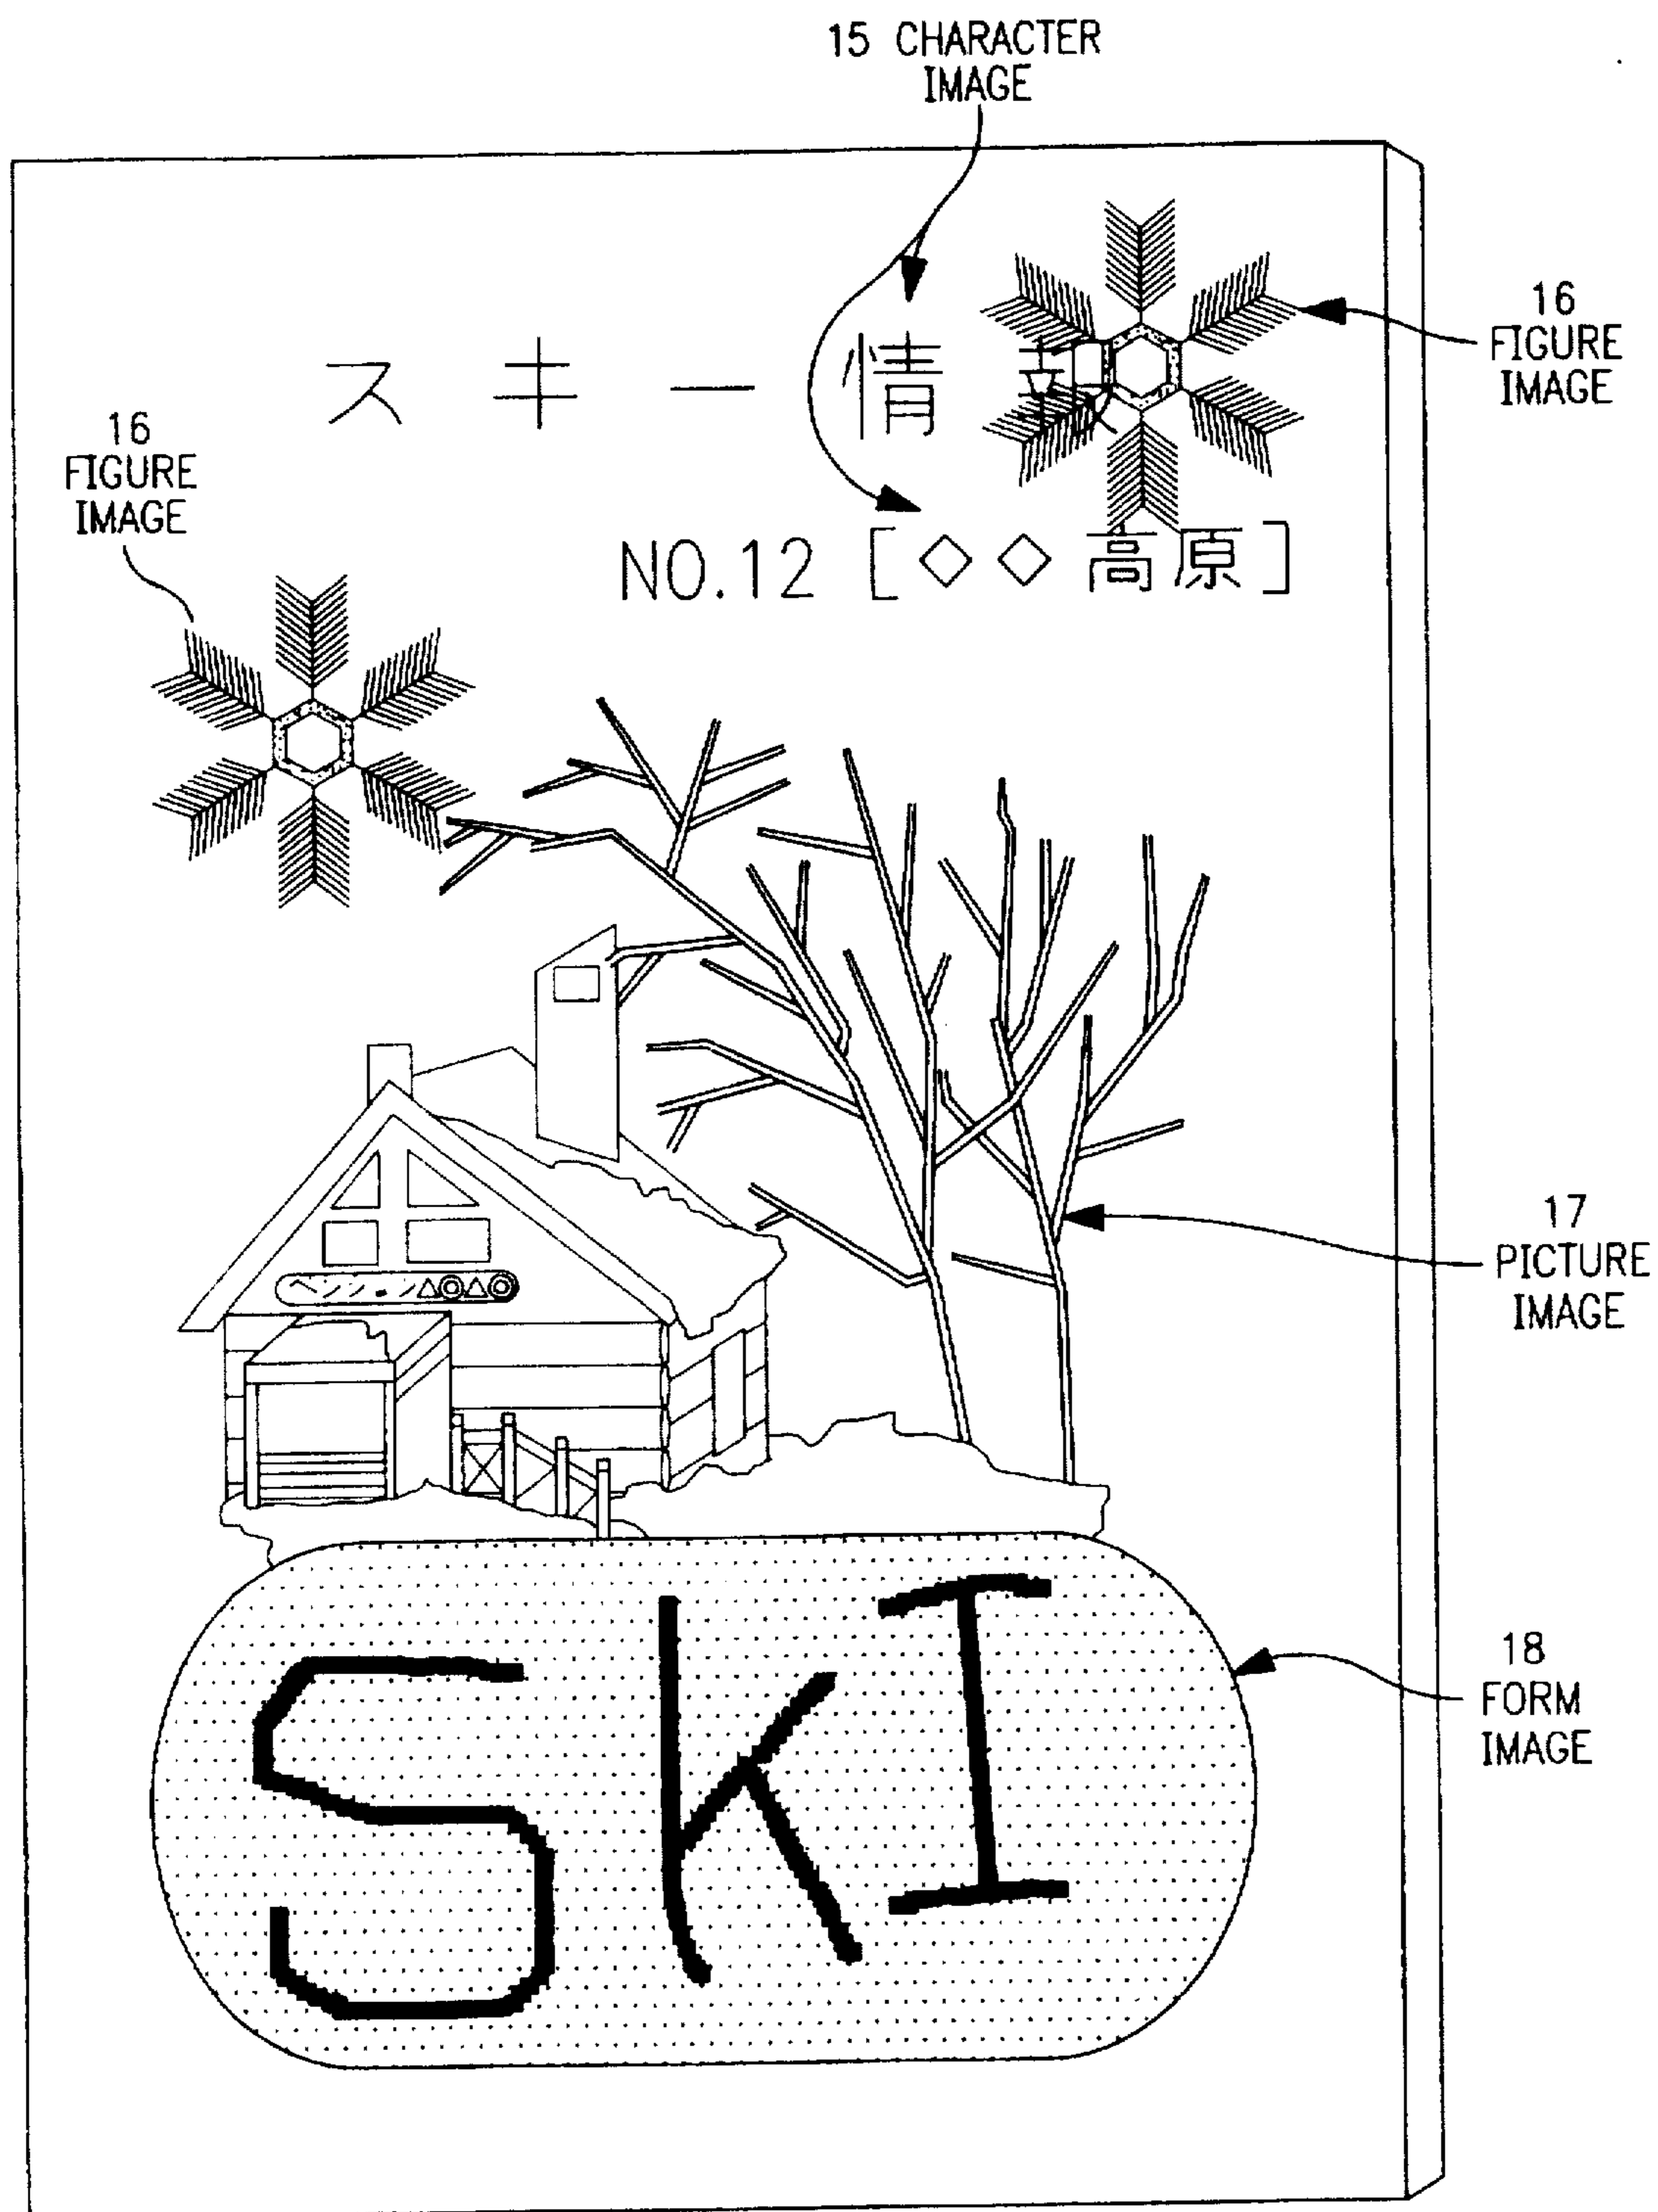 15 CHARACTER
IMAGE
16
FIGURE
IMAGE
スキー情
16
FIGURE
IMAGE
NO.12 [◇◇高原]
17
PICTURE
IMAGE
18
FORM
IMAGE
SKI